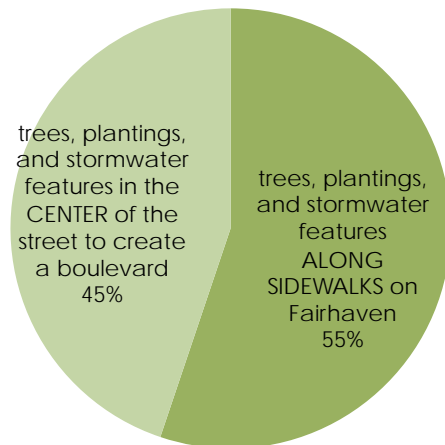 trees, plantings,
and stormwater
features in the
CENTER of the
street to create
a boulevard
45%
trees, plantings,
and stormwater
features
ALONG
SIDEWALKS on
Fairhaven
55%